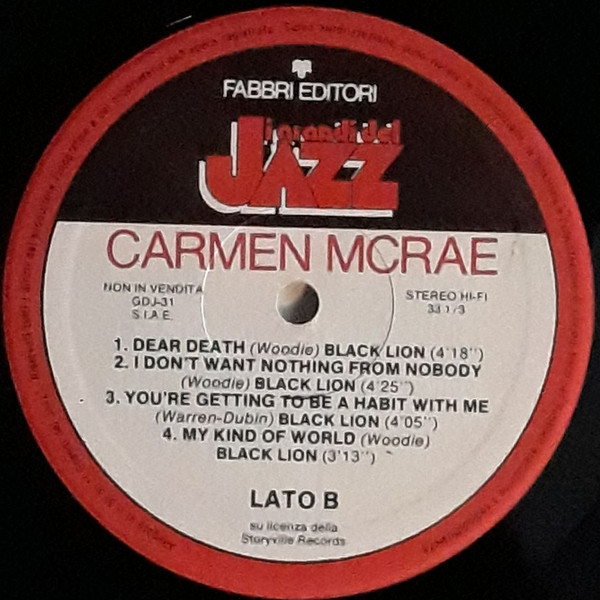 FABBRI EDITORI
i grandi del
JAZZ
CARMEN MCRAE
NON IN VENDITA
GDJ-31
S.I.A.E.
STEREO HI-FI
33 1/3
1. DEAR DEATH (Woodie) BLACK LION (4'18")
2. I DON'T WANT NOTHING FROM NOBODY
(Woodie) BLACK LION (4'25")
3. YOU'RE GETTING TO BE A HABIT WITH ME
(Warren-Dubin) BLACK LION (4'05")
4. MY KIND OF WORLD (Woodie)
BLACK LION (3'13")
LATO B
su licenza della
Storyville Records